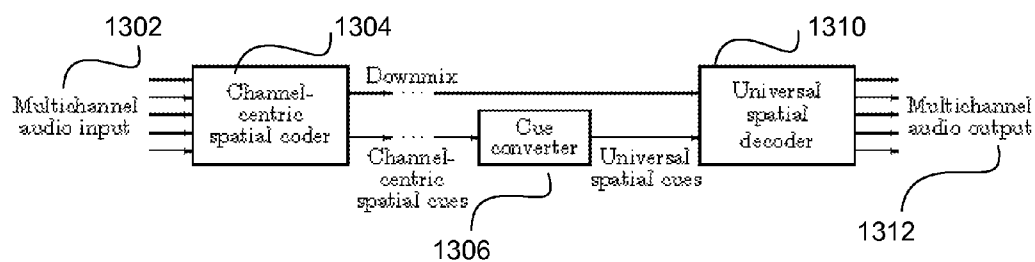 1302
1304
1310
Multichannel
audio input
Channel-
centric
spatial coder
Downmix
Channel-
centric
spatial cues
Cue
converter
Universal
spatial cues
Universal
spatial
decoder
Multichannel
audio output
1306
1312